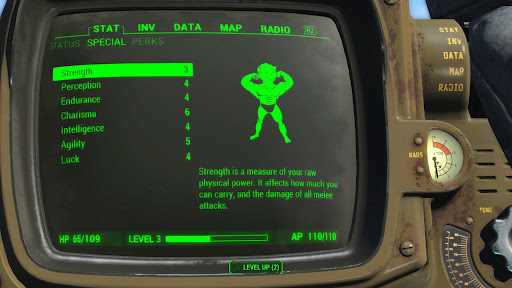 STAT INV DATA MAP RADIO
STATUS SPECIAL PERKS
Strength 3
Perception 4
Endurance 4
Charisma 6
Intelligence 4
Agility 5
Luck 4
Strength is a measure of your raw
physical power. It affects how much you
can carry, and the damage of all melee
attacks.
HP 65/109 LEVEL 3 AP 110/110
LEVEL UP (2)
STAT
INV
DATA
MAP
RADIO
RADS
TUNE